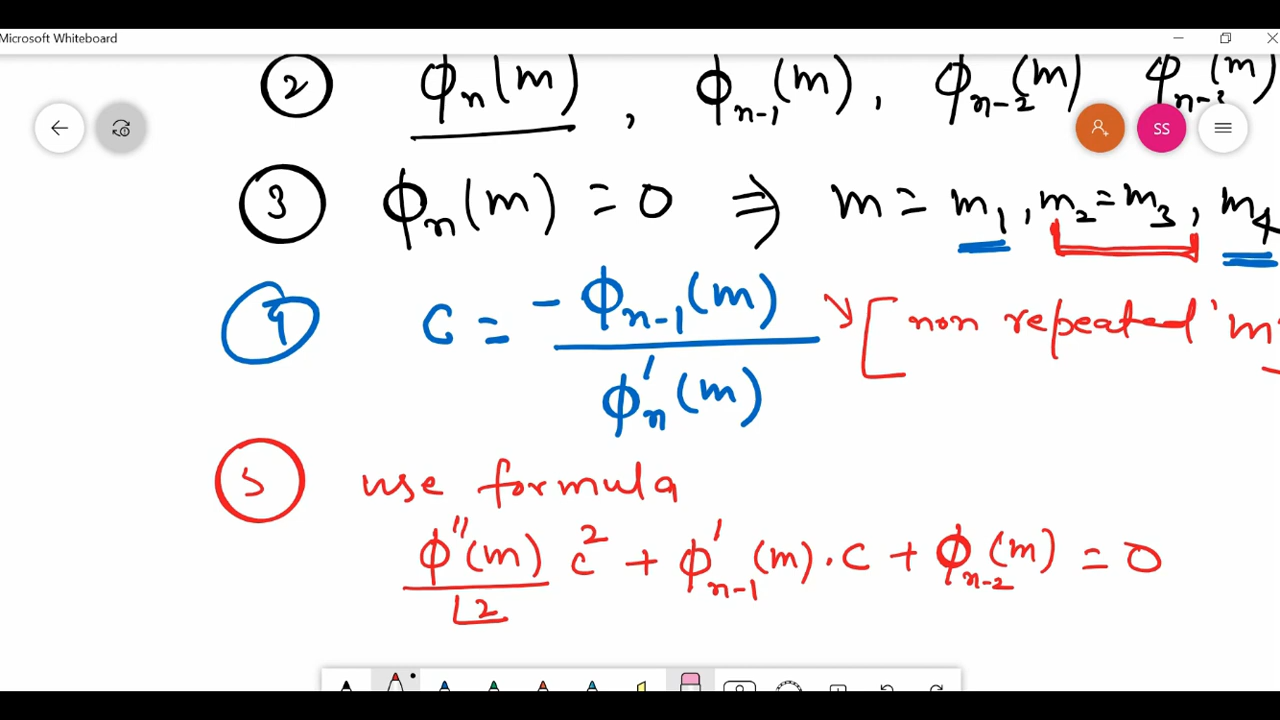 Microsoft Whiteboard
② ϕₙ(m) , ϕₙ₋₁(m) , ϕₙ₋₂(m) ϕₙ₋₃(m)
SS
③ ϕₙ(m) = 0 ⇒ m = m₁ , m₂ = m₃ , m₄
④ c = -ϕₙ₋₁(m) / ϕ'ₙ(m) ↘ [ non repeated 'm'
⑤ use formula
ϕ''(m) / ⌊2 c² + ϕ'ₙ₋₁(m) · c + ϕₙ₋₂(m) = 0